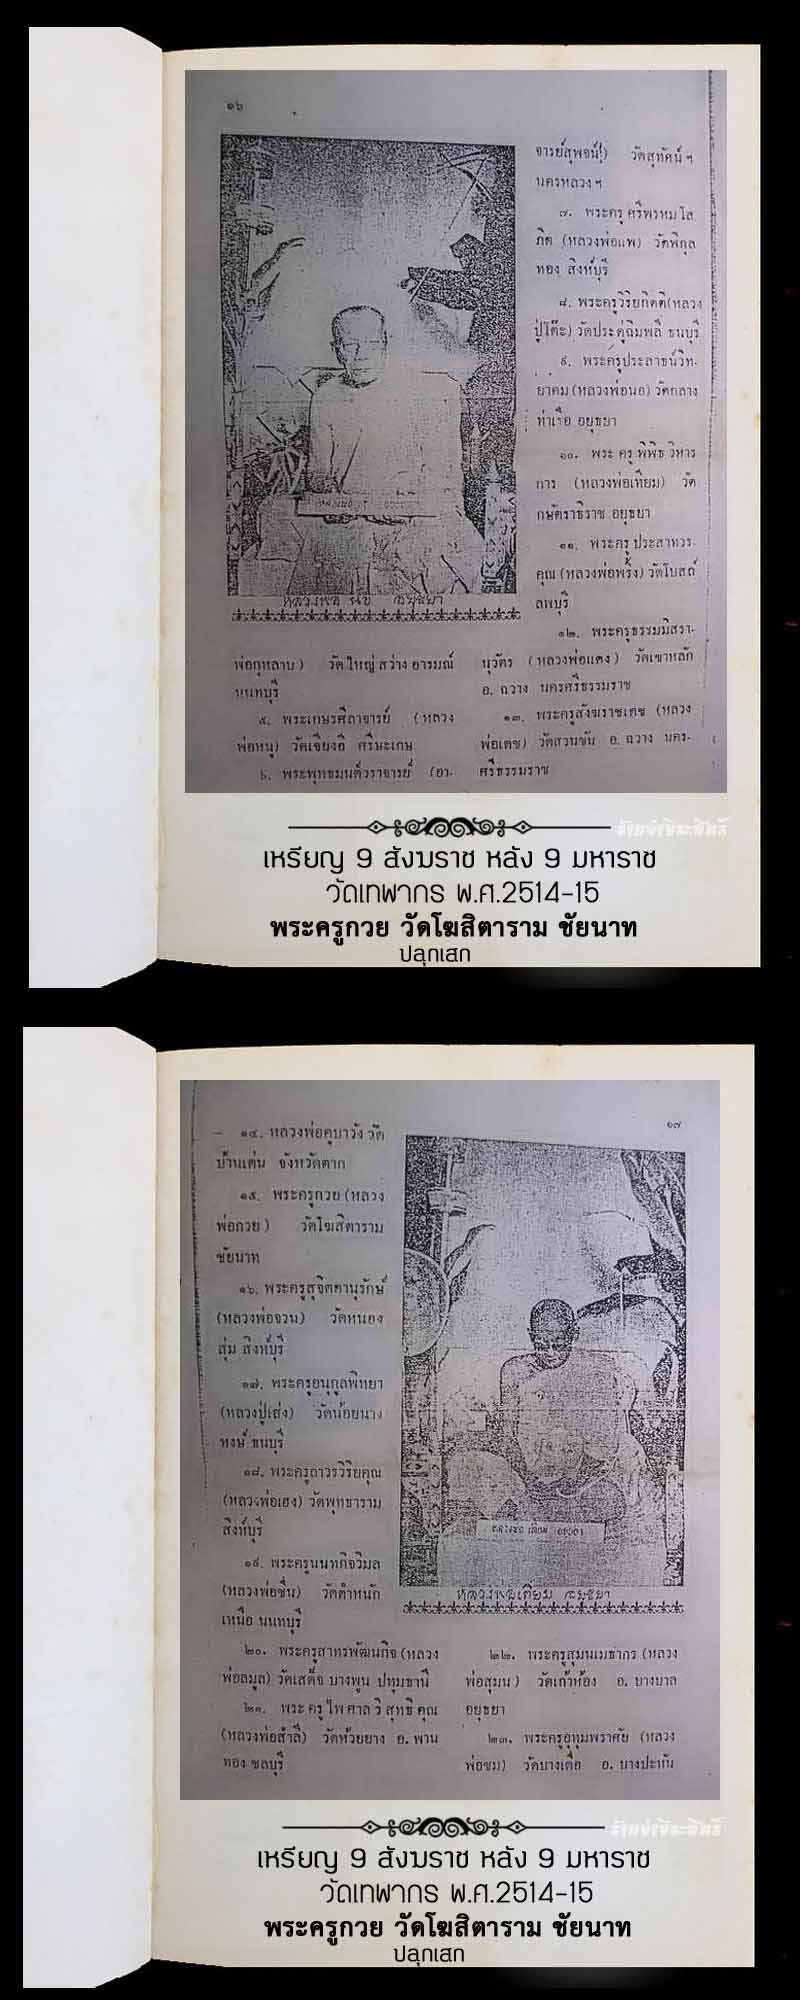 ๑๖
จารย์สุพจน์!) วัดสุทัศน์ ฯ
นครหลวง ฯ
๗. พระครู ศรีพรหม โส
ภิต (หลวงพ่อแพ) วัดพิกุล
ทอง สิงห์บุรี
๘. พระครูวิริยกิตติ(หลวง
ปู่โต๊ะ) วัดประดู่ฉิมพลี ธนบุรี
๙. พระครูประสาธน์วิท-
ยาคม (หลวงพ่อนอ) วัดกลาง
ท่าเรือ อยุธยา
๑๐. พระ ครู พิพิธ วิหาร
การ (หลวงพ่อเทียม) วัด
กษัตราธิราช อยุธยา
๑๑. พระครู ประสาทวร-
คุณ (หลวงพ่อพริ้ง) วัดโบสถ์
ลพบุรี
๑๒. พระครูธรรมมิสรา-
หลวงพ่อ นอ อยุธยา
พ่อกุหลาบ) วัด.ใหญ่ สว่าง อารมณ์
นนทบุรี
๕. พระเกษรศีลาจารย์ (หลวง
พ่อหนู) วัดเจียงอี ศรีษะเกษ
๖. พระพุทธมนต์วราจารย์ (อา-
นุวัตร (หลวงพ่อแดง) วัดเขาหลัก
อ. ฉวาง นครศรีธรรมราช
๑๓. พระครูสังฆราชเดช (หลวง
พ่อเดช) วัดสวนขัน อ. ฉวาง นคร-
ศรีธรรมราช
เหรียญ 9 สังฆราช หลัง 9 มหาราช
วัดเทพากร พ.ศ.2514-15
พระครูกวย วัดโฆสิตาราม ชัยนาท
ปลุกเสก
๑๗
๑๔. หลวงพ่อครูบาวัง วัด
บ้านเด่น จังหวัดตาก
๑๕. พระครูกวย (หลวง
พ่อกวย) วัดโฆสิตาราม
ชัยนาท
๑๖. พระครูสุจิตตานุรักษ์
(หลวงพ่อจวน) วัดหนอง
สุ่ม สิงห์บุรี
๑๗. พระครูอนุกูลพิทยา
(หลวงปู่เส่ง) วัดน้อยนาง
หงษ์ ธนบุรี
๑๘. พระครูถาวรวิริยคุณ
(หลวงพ่อเฮง) วัดพุทธาราม
สิงห์บุรี
๑๙. พระครูนนทกิจวิมล
(หลวงพ่อชื่น) วัดตำหนัก
เหนือ นนทบุรี
หลวงพ่อเทียม อยุธยา
๒๐. พระครูสาทรพัฒนกิจ (หลวง
พ่อลมูล) วัดเสด็จ บางพูน ปทุมธานี
๒๑. พระ ครู ไพ ศาล วิ สุทธิ คุณ
(หลวงพ่อสำลี) วัดห้วยยาง อ. พาน
ทอง ชลบุรี
๒๒. พระครูสุมนเมธากร (หลวง
พ่อสุมน) วัดเก้าห้อง อ. บางบาล
อยุธยา
๒๓. พระครูอุทุมพราศัย (หลวง
พ่อชม) วัดบางเดื่อ อ. บางปะหัน
เหรียญ 9 สังฆราช หลัง 9 มหาราช
วัดเทพากร พ.ศ.2514-15
พระครูกวย วัดโฆสิตาราม ชัยนาท
ปลุกเสก